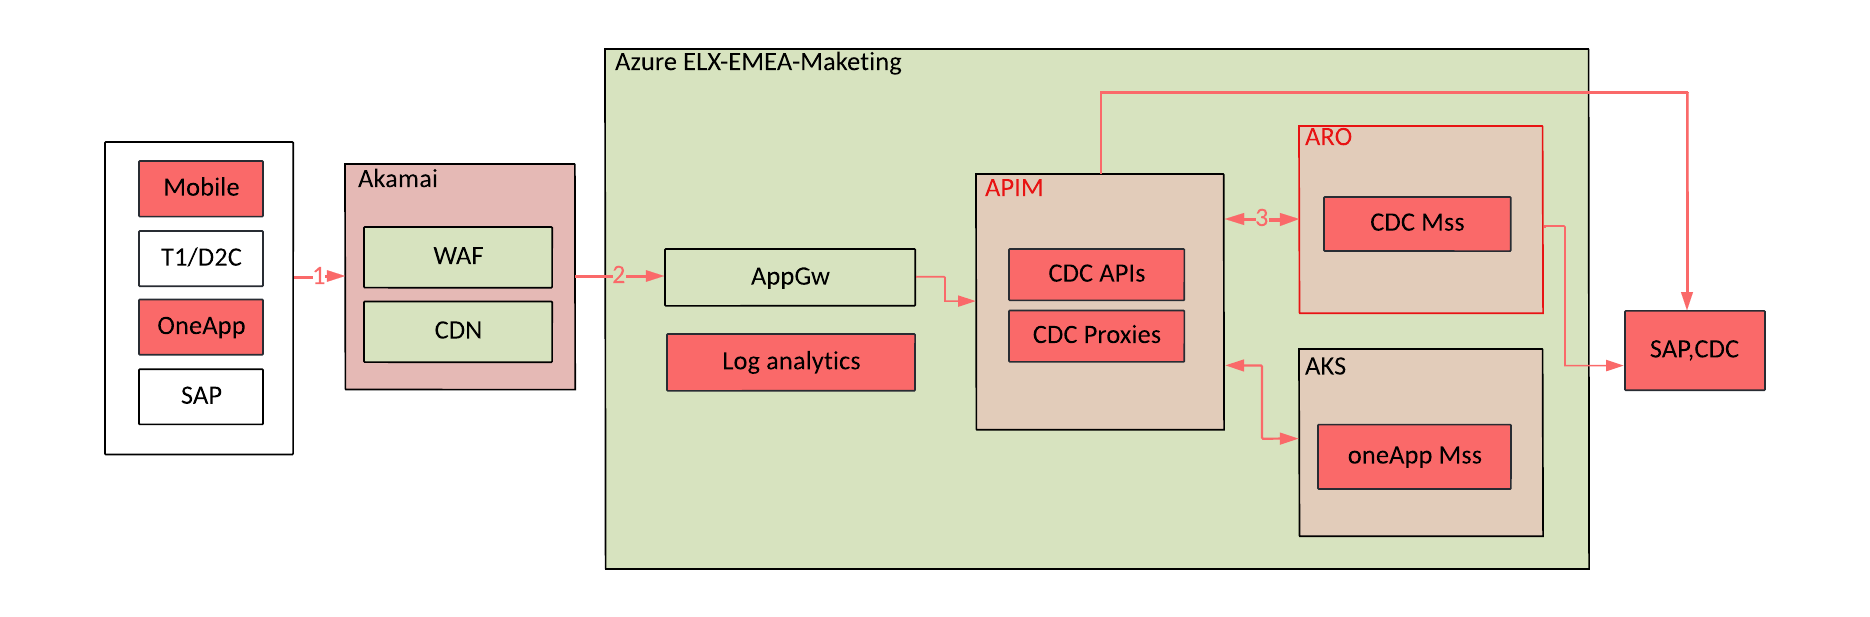 Azure ELX-EMEA-Maketing
Mobile
T1/D2C
OneApp
SAP
1
Akamai
WAF
CDN
2
AppGw
Log analytics
APIM
CDC APIs
CDC Proxies
3
ARO
CDC Mss
AKS
oneApp Mss
SAP,CDC